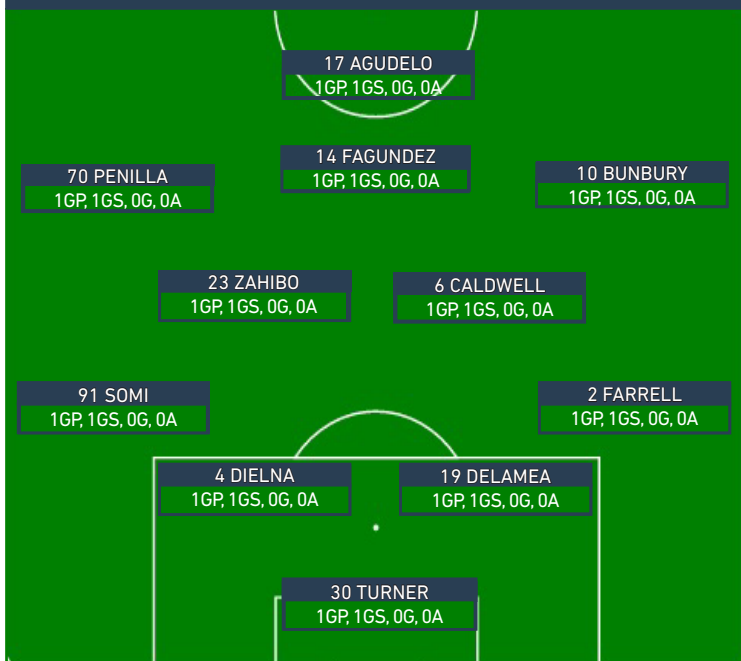 17 AGUDELO
1GP, 1GS, 0G, 0A
14 FAGUNDEZ
1GP, 1GS, 0G, 0A
70 PENILLA
1GP, 1GS, 0G, 0A
10 BUNBURY
1GP, 1GS, 0G, 0A
23 ZAHIBO
1GP, 1GS, 0G, 0A
6 CALDWELL
1GP, 1GS, 0G, 0A
91 SOMI
1GP, 1GS, 0G, 0A
2 FARRELL
1GP, 1GS, 0G, 0A
4 DIELNA
1GP, 1GS, 0G, 0A
19 DELAMEA
1GP, 1GS, 0G, 0A
30 TURNER
1GP, 1GS, 0G, 0A